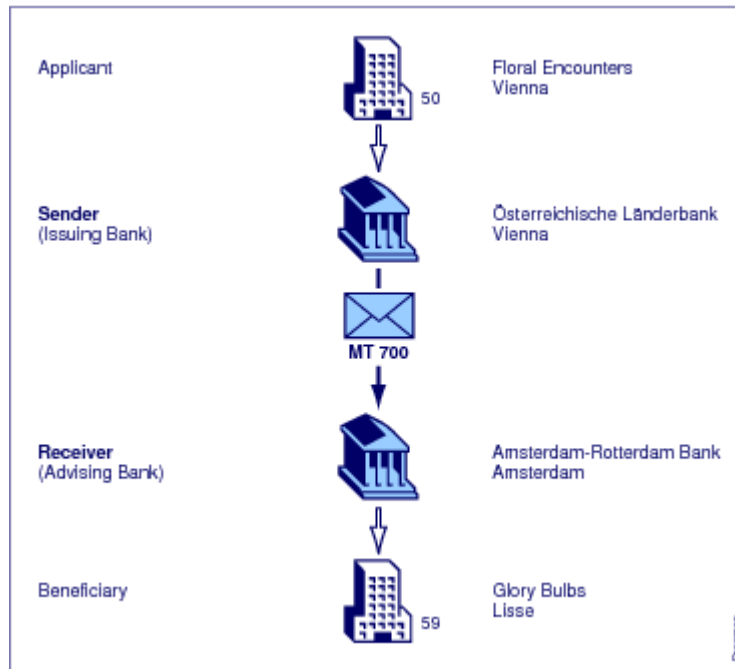 Applicant
50
Floral Encounters
Vienna
Sender
(Issuing Bank)
Österreichische Länderbank
Vienna
MT 700
Receiver
(Advising Bank)
Amsterdam-Rotterdam Bank
Amsterdam
Beneficiary
59
Glory Bulbs
Lisse